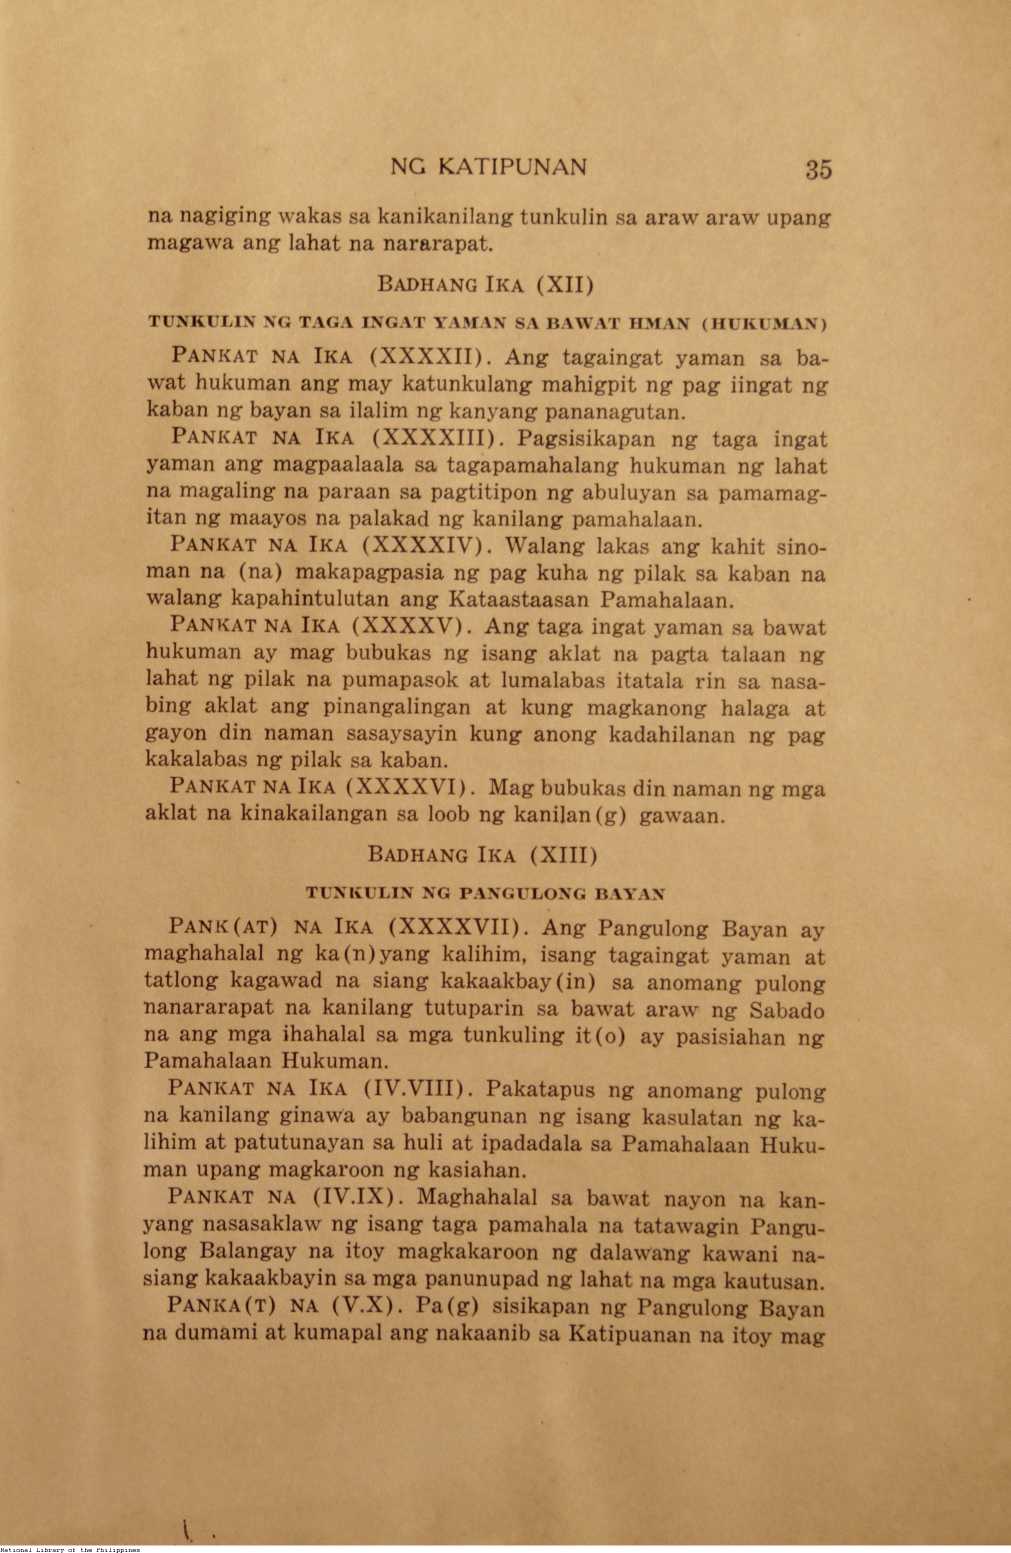 NG KATIPUNAN 35
na nagiging wakas sa kanikanilang tunkulin sa araw araw upang
magawa ang lahat na nararapat.
BADHANG IKA (XII)
TUNKULIN NG TAGA INGAT YAMAN SA BAWAT HMAN (HUKUMAN)
PANKAT NA IKA (XXXXII). Ang tagaingat yaman sa ba-
wat hukuman ang may katunkulang mahigpit ng pag iingat ng
kaban ng bayan sa ilalim ng kanyang pananagutan.
PANKAT NA IKA (XXXXIII). Pagsisikapan ng taga ingat
yaman ang magpaalaala sa tagapamahalang hukuman ng lahat
na magaling na paraan sa pagtitipon ng abuluyan sa pamamag-
itan ng maayos na palakad ng kanilang pamahalaan.
PANKAT NA IKA (XXXXIV). Walang lakas ang kahit sino-
man na (na) makapagpasia ng pag kuha ng pilak sa kaban na
walang kapahintulutan ang Kataastaasan Pamahalaan.
PANKAT NA IKA (XXXXV). Ang taga ingat yaman sa bawat
hukuman ay mag bubukas ng isang aklat na pagta talaan ng
lahat ng pilak na pumapasok at lumalabas itatala rin sa nasa-
bing aklat ang pinangalingan at kung magkanong halaga at
gayon din naman sasaysayin kung anong kadahilanan ng pag
kakalabas ng pilak sa kaban.
PANKAT NA IKA (XXXXVI). Mag bubukas din naman ng mga
aklat na kinakailangan sa loob ng kanilan(g) gawaan.
BADHANG IKA (XIII)
TUNKULIN NG PANGULONG BAYAN
PANK(AT) NA IKA (XXXXVII). Ang Pangulong Bayan ay
maghahalal ng ka(n)yang kalihim, isang tagaingat yaman at
tatlong kagawad na siang kakaakbay(in) sa anomang pulong
nanararapat na kanilang tutuparin sa bawat araw ng Sabado
na ang mga ihahalal sa mga tunkuling it(o) ay pasisiahan ng
Pamahalaan Hukuman.
PANKAT NA IKA (IV.VIII). Pakatapus ng anomang pulong
na kanilang ginawa ay babangunan ng isang kasulatan ng ka-
lihim at patutunayan sa huli at ipadadala sa Pamahalaan Huku-
man upang magkaroon ng kasiahan.
PANKAT NA (IV.IX). Maghahalal sa bawat nayon na kan-
yang nasasaklaw ng isang taga pamahala na tatawagin Pangu-
long Balangay na itoy magkakaroon ng dalawang kawani na-
siang kakaakbayin sa mga panunupad ng lahat na mga kautusan.
PANKA(T) NA (V.X). Pa(g) sisikapan ng Pangulong Bayan
na dumami at kumapal ang nakaanib sa Katipuanan na itoy mag
National Library of the Philippines